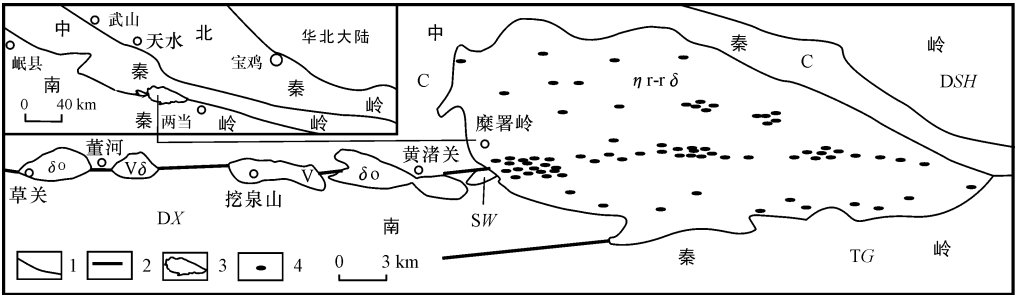 武山
中
天水
北
华北大陆
岷县
秦
宝鸡
南
秦
0 40 km
秦
两当
岭
岭
岭
中
秦
岭
C
C
DSH
ηr-rδ
糜署岭
董河
黄渚关
δo
Vδ
V
δo
草关
挖泉山
SW
DX
南
秦
TG
岭
1
2
3
4
0 3 km